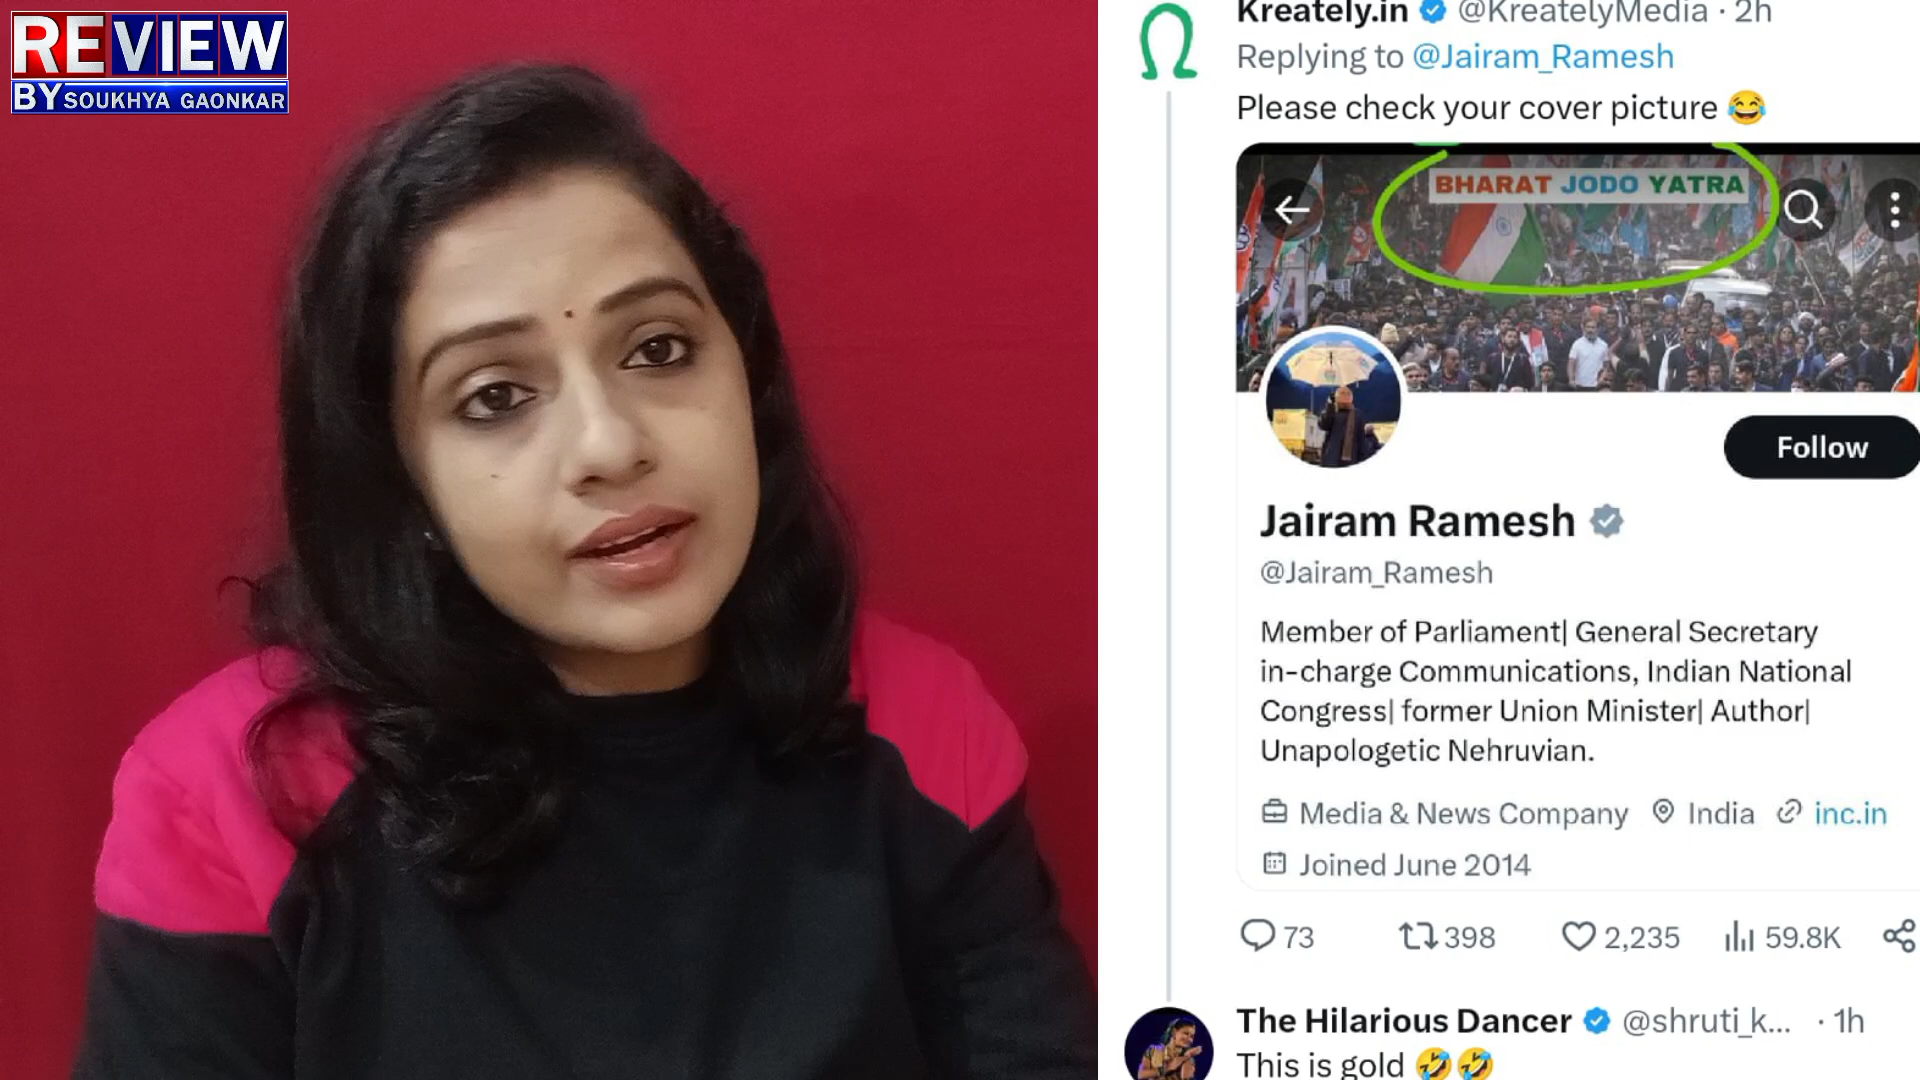 REVIEW
BY SOUKHYA GAONKAR
Kreately.in @KreatelyMedia · 2h
Replying to @Jairam_Ramesh
Please check your cover picture 😂
BHARAT JODO YATRA
Follow
Jairam Ramesh
@Jairam_Ramesh
Member of Parliament| General Secretary
in-charge Communications, Indian National
Congress| former Union Minister| Author|
Unapologetic Nehruvian.
Media & News Company India inc.in
Joined June 2014
73 398 2,235 59.8K
The Hilarious Dancer @shruti_k... · 1h
This is gold 🤣🤣